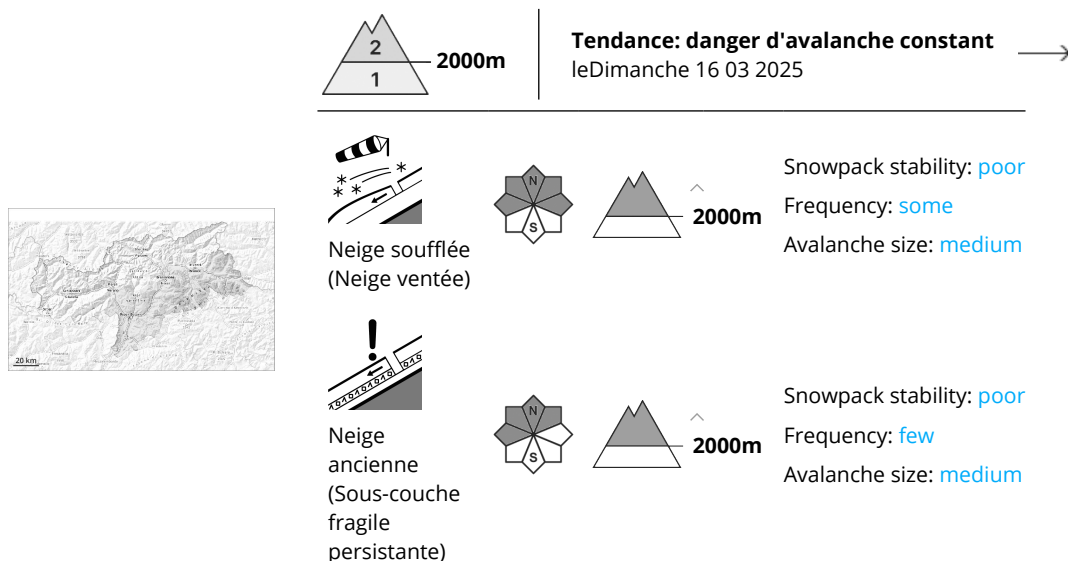 2
1
2000m
Tendance: danger d'avalanche constant
leDimanche 16 03 2025
20 km
Neige soufflée
(Neige ventée)
N
S
2000m
Snowpack stability: poor
Frequency: some
Avalanche size: medium
Neige
ancienne
(Sous-couche
fragile
persistante)
N
S
2000m
Snowpack stability: poor
Frequency: few
Avalanche size: medium